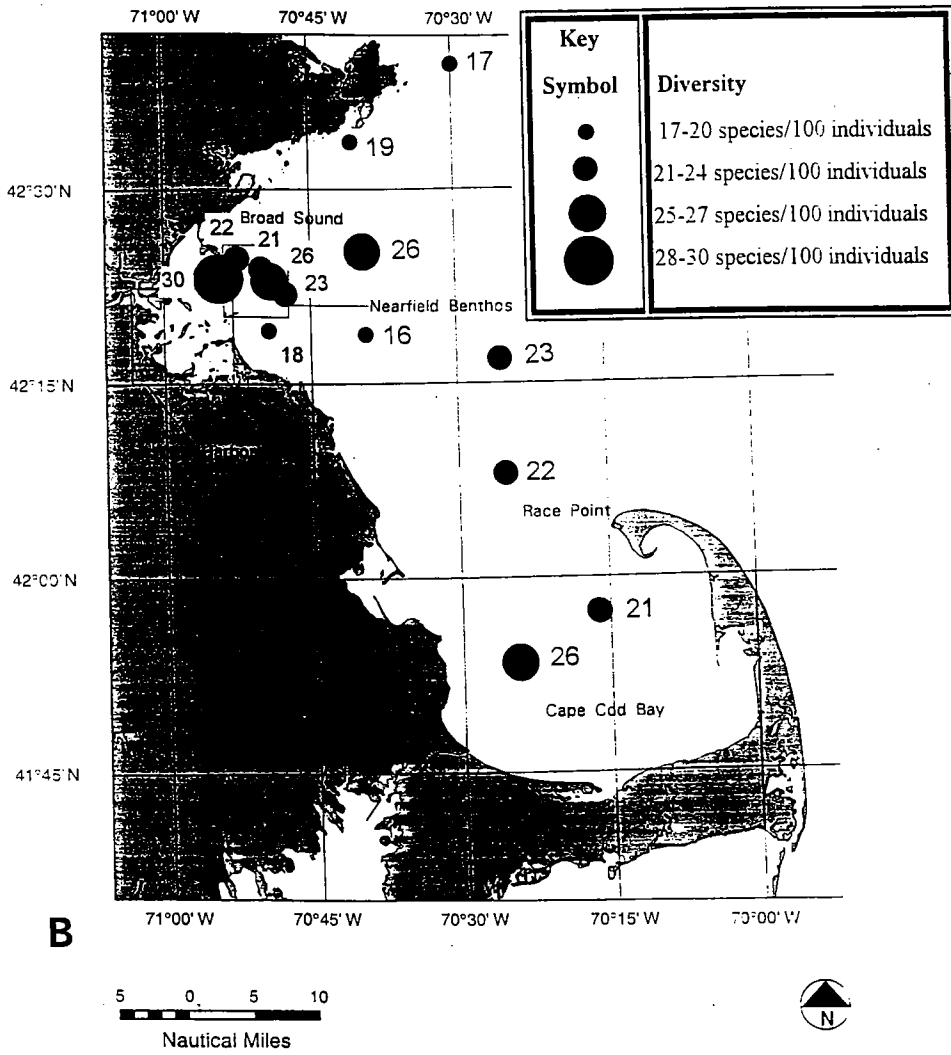 71°00' W 70°45' W 70°30' W
Key
Symbol Diversity
17-20 species/100 individuals
21-24 species/100 individuals
25-27 species/100 individuals
28-30 species/100 individuals
17
19
42°30' N
Broad Sound
22
21
26
26
30
23
Nearfield Benthos
18
16
23
42°15' N
Harbor
22
Race Point
42°00' N
21
26
Cape Cod Bay
41°45' N
71°00' W 70°45' W 70°30' W 70°15' W 70°00' W
B
5 0 5 10
Nautical Miles
N